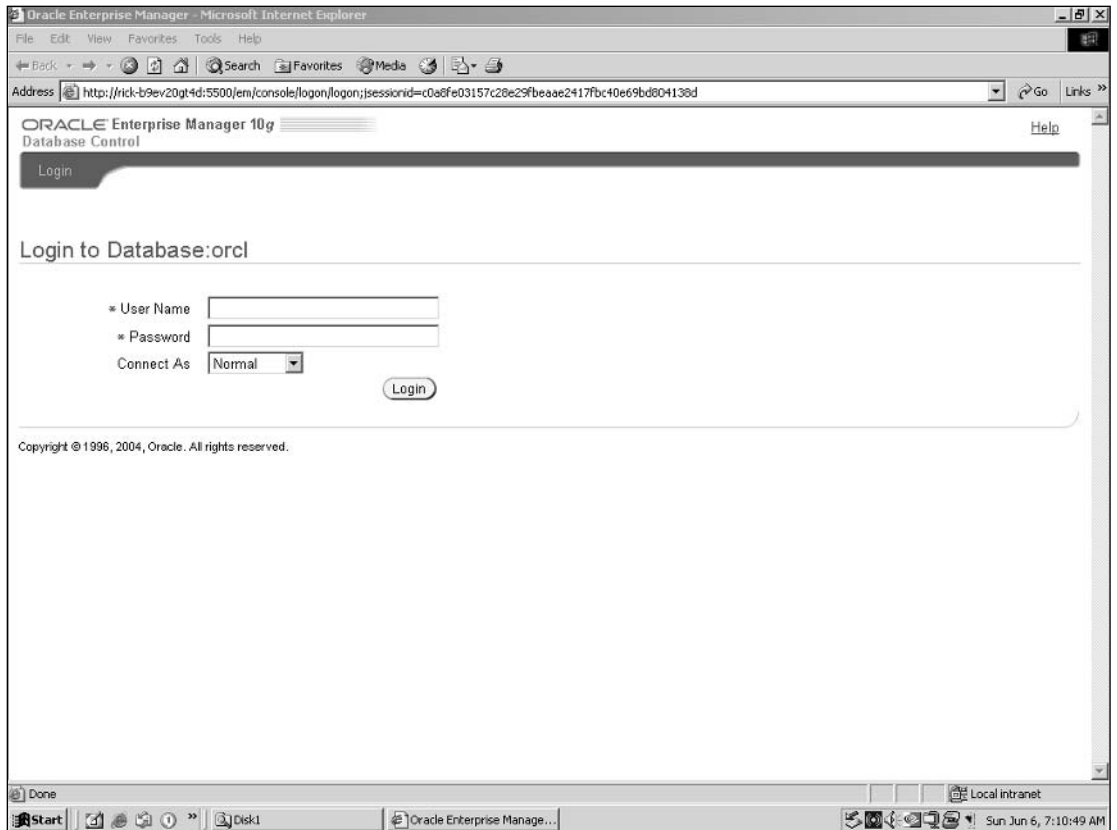 Oracle Enterprise Manager - Microsoft Internet Explorer
File Edit View Favorites Tools Help
Back Search Favorites Media
Address http://rick-b9ev20gt4d:5500/em/console/logon/logon;jsessionid=c0a8fe03157c28e29fbeaae2417fbc40e69bd804138d Go Links »
ORACLE Enterprise Manager 10g
Database Control
Help
Login
Login to Database:orcl
* User Name
* Password
Connect As Normal
Login
Copyright © 1996, 2004, Oracle. All rights reserved.
Done Local intranet
Start » Disk1 Oracle Enterprise Manage... Sun Jun 6, 7:10:49 AM